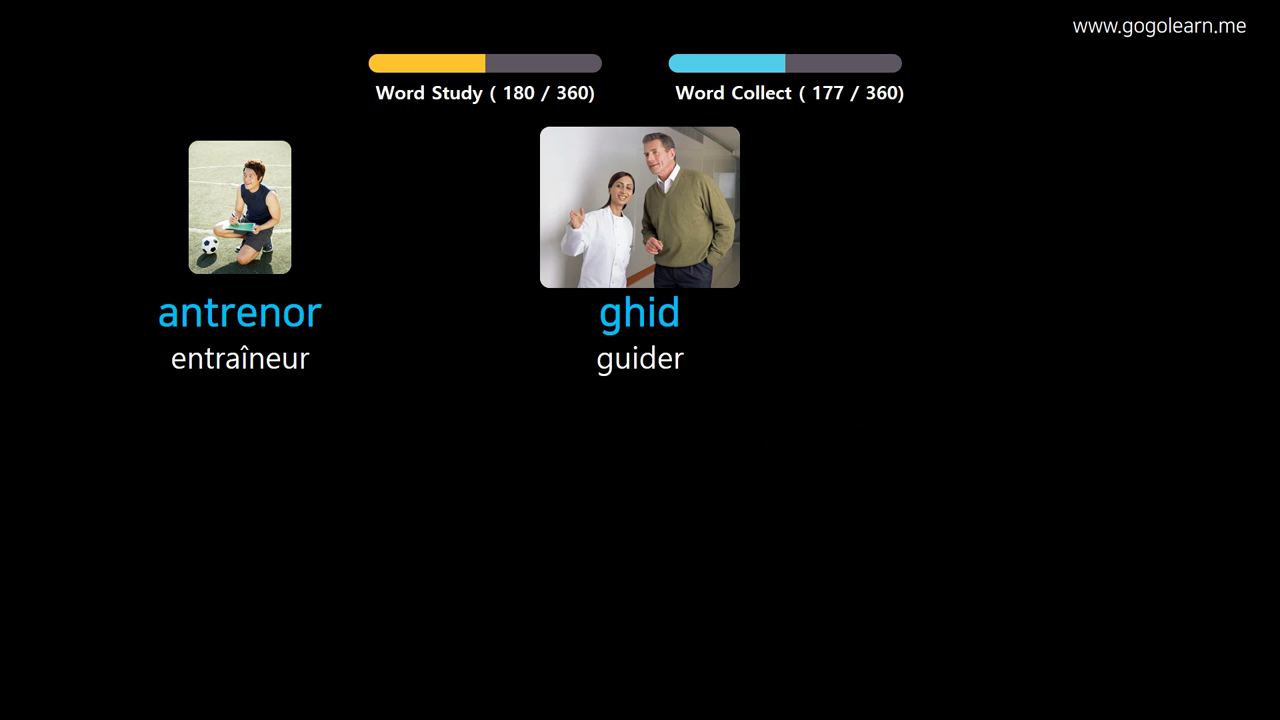 www.gogolearn.me
Word Study ( 180 / 360)
Word Collect ( 177 / 360)
antrenor
ghid
entraîneur
guider